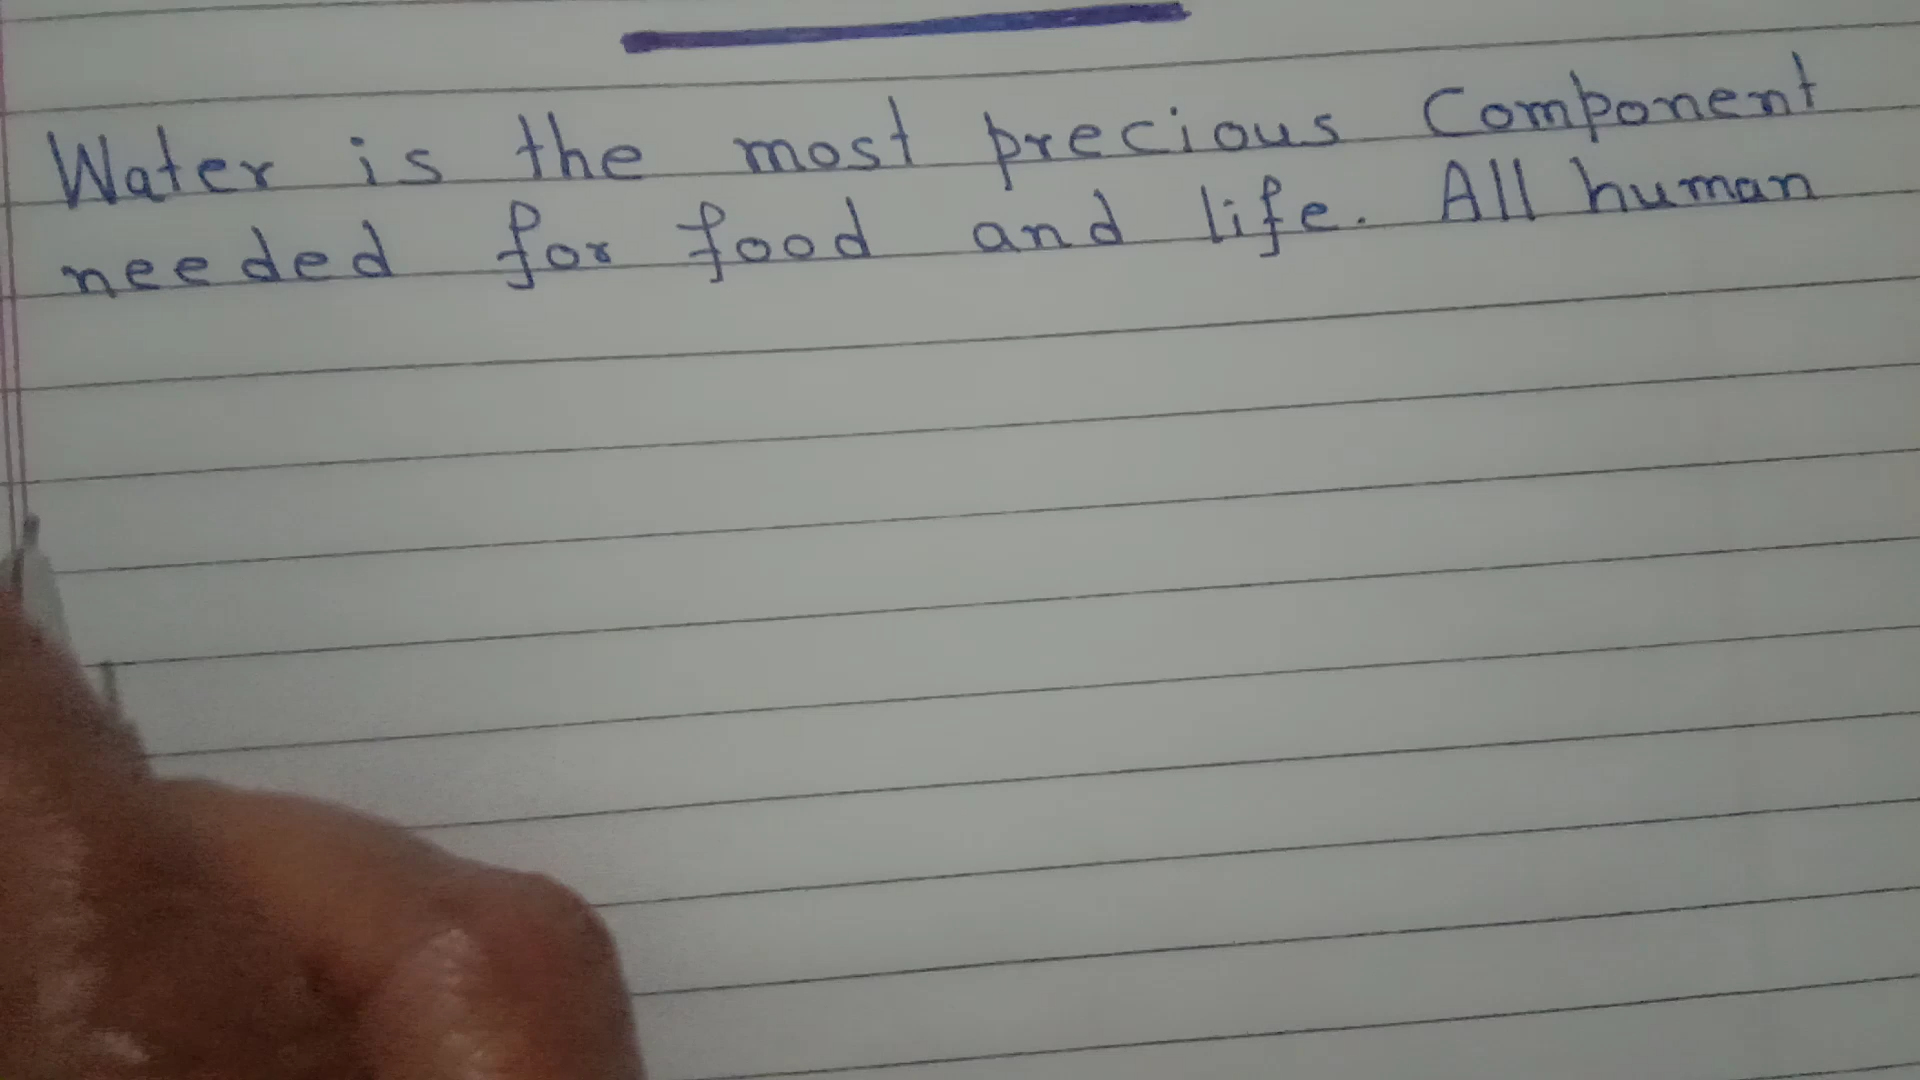 Water is the most precious Component
needed for food and life. All human